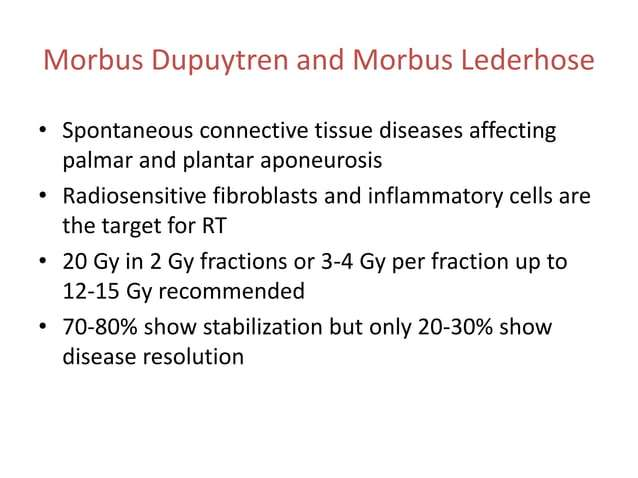 Morbus Dupuytren and Morbus Lederhose
• Spontaneous connective tissue diseases affecting
palmar and plantar aponeurosis
• Radiosensitive fibroblasts and inflammatory cells are
the target for RT
• 20 Gy in 2 Gy fractions or 3-4 Gy per fraction up to
12-15 Gy recommended
• 70-80% show stabilization but only 20-30% show
disease resolution